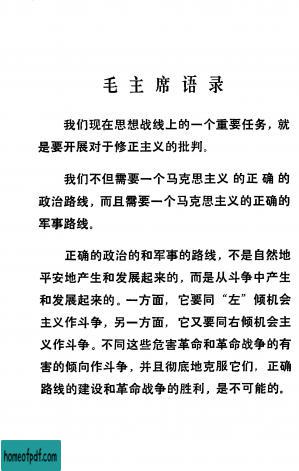 毛主席语录
我们现在思想战线上的一个重要任务，就
是要开展对于修正主义的批判。
我们不但需要一个马克思主义的正确的
政治路线，而且需要一个马克思主义的正确的
军事路线。
正确的政治的和军事的路线，不是自然地
平安地产生和发展起来的，而是从斗争中产生
和发展起来的。一方面，它要同“左”倾机会
主义作斗争，另一方面，它又要同右倾机会主
义作斗争。不同这些危害革命和革命战争的有
害的倾向作斗争，并且彻底地克服它们，正确
路线的建设和革命战争的胜利，是不可能的。
homeofpdf.com